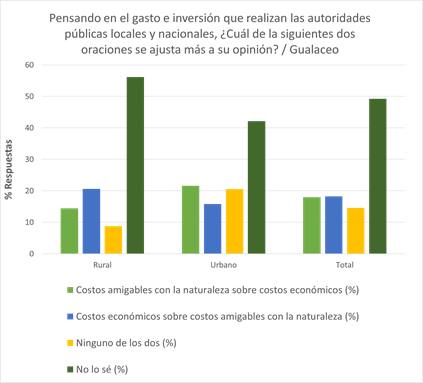 Pensando en el gasto e inversión que realizan las autoridades
públicas locales y nacionales, ¿Cuál de la siguientes dos
oraciones se ajusta más a su opinión? / Gualaceo
% Respuestas
60
50
40
30
20
10
0
Rural
Urbano
Total
Costos amigables con la naturaleza sobre costos económicos (%)
Costos económicos sobre costos amigables con la naturaleza (%)
Ninguno de los dos (%)
No lo sé (%)